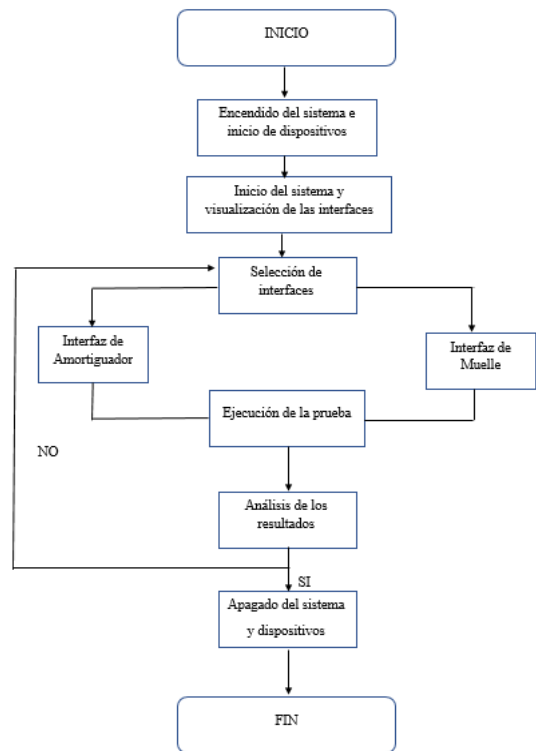 INICIO
Encendido del sistema e
inicio de dispositivos
Inicio del sistema y
visualización de las interfaces
Selección de
interfaces
Interfaz de
Amortiguador
Interfaz de
Muelle
Ejecución de la prueba
NO
Análisis de los
resultados
SI
Apagado del sistema
y dispositivos
FIN